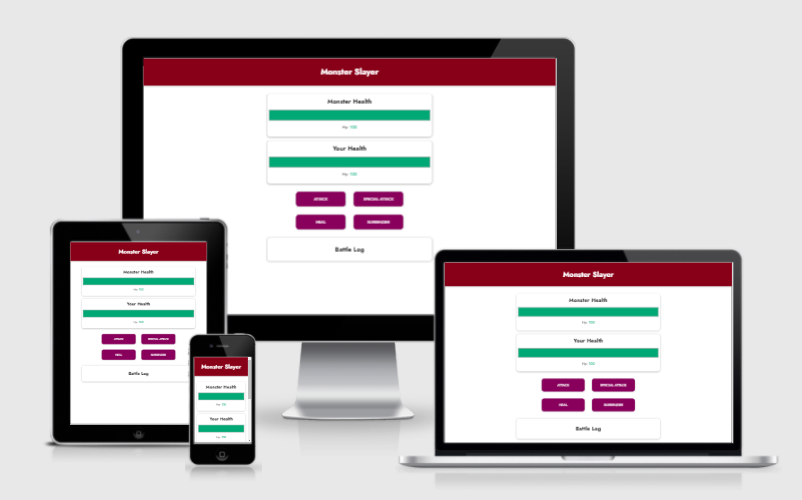 Monster Slayer
Monster Health
Hp: 100
Your Health
Hp: 100
ATTACK
SPECIAL ATTACK
HEAL
SURRENDER
Battle Log
Monster Slayer
Monster Health
Hp: 100
Your Health
Hp: 100
ATTACK
SPECIAL ATTACK
HEAL
SURRENDER
Battle Log
Monster Slayer
Monster Health
Hp: 100
Your Health
Hp: 100
Monster Slayer
Monster Health
Hp: 100
Your Health
Hp: 100
ATTACK
SPECIAL ATTACK
HEAL
SURRENDER
Battle Log